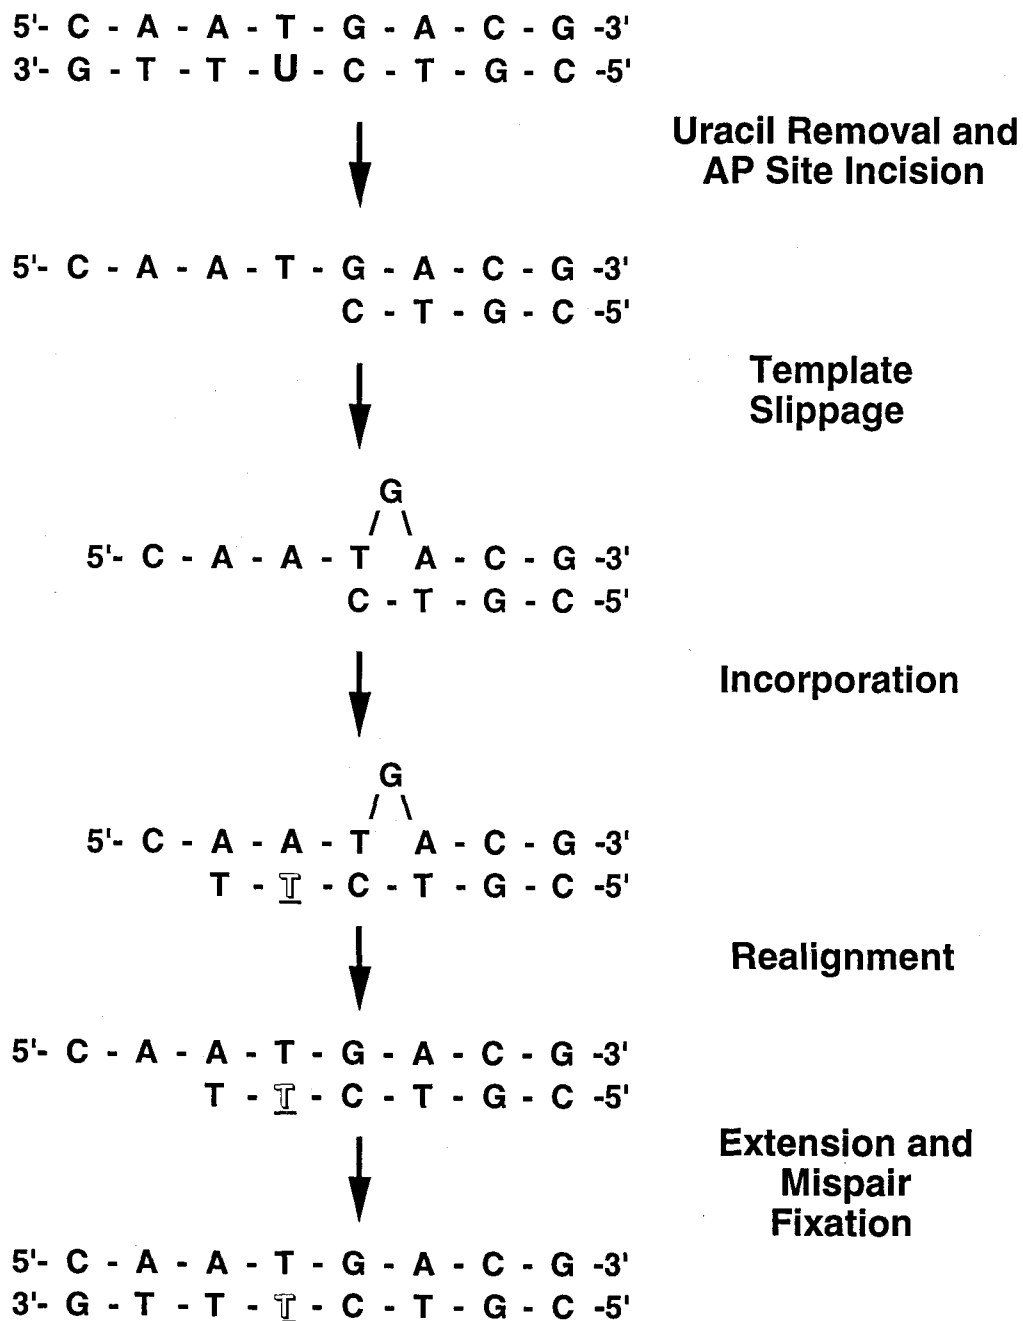 5'- C - A - A - T - G - A - C - G -3'
3'- G - T - T - U - C - T - G - C -5'
Uracil Removal and
AP Site Incision
5'- C - A - A - T - G - A - C - G -3'
C - T - G - C -5'
Template
Slippage
G
5'- C - A - A - T A - C - G -3'
C - T - G - C -5'
Incorporation
G
5'- C - A - A - T A - C - G -3'
T - T - C - T - G - C -5'
Realignment
5'- C - A - A - T - G - A - C - G -3'
T - T - C - T - G - C -5'
Extension and
Mispair
Fixation
5'- C - A - A - T - G - A - C - G -3'
3'- G - T - T - T - C - T - G - C -5'